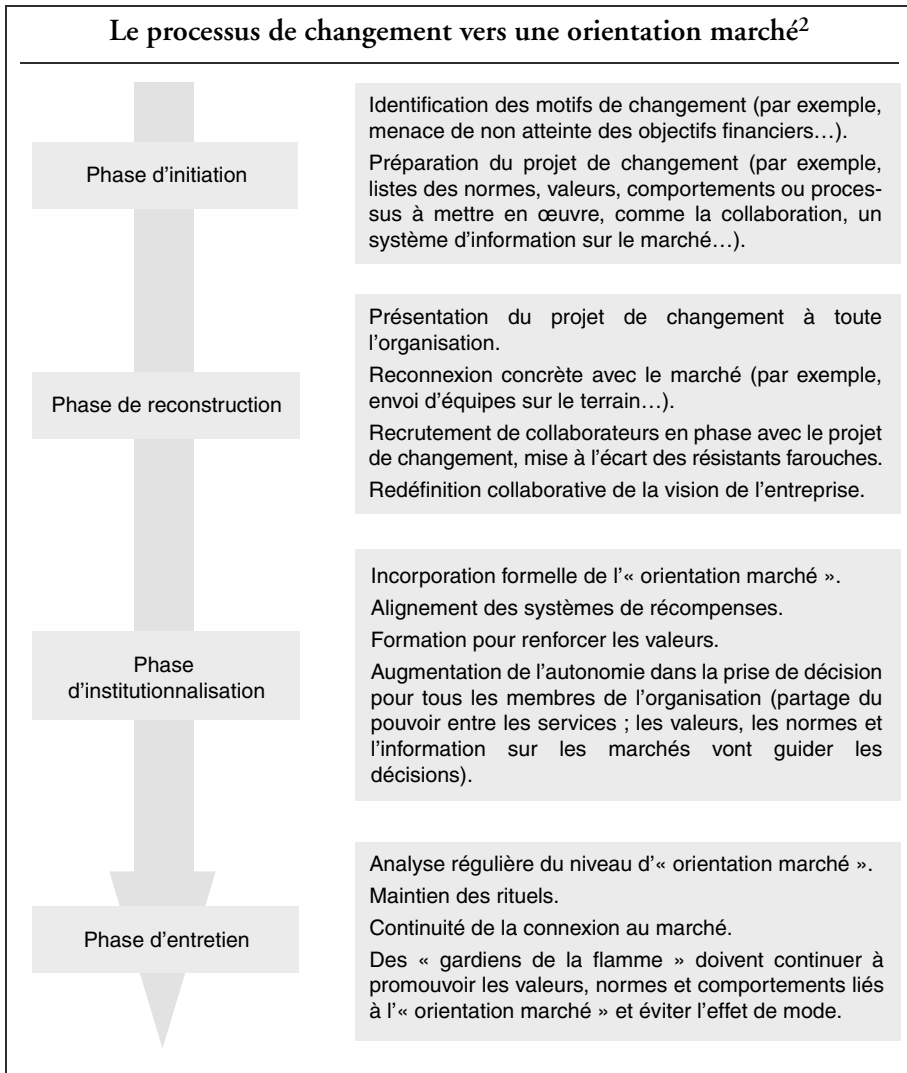 Le processus de changement vers une orientation marché²
Phase d'initiation
Identification des motifs de changement (par exemple,
menace de non atteinte des objectifs financiers…).
Préparation du projet de changement (par exemple,
listes des normes, valeurs, comportements ou proces-
sus à mettre en œuvre, comme la collaboration, un
système d'information sur le marché…).
Phase de reconstruction
Présentation du projet de changement à toute
l'organisation.
Reconnexion concrète avec le marché (par exemple,
envoi d'équipes sur le terrain…).
Recrutement de collaborateurs en phase avec le projet
de changement, mise à l'écart des résistants farouches.
Redéfinition collaborative de la vision de l'entreprise.
Phase
d'institutionnalisation
Incorporation formelle de l'« orientation marché ».
Alignement des systèmes de récompenses.
Formation pour renforcer les valeurs.
Augmentation de l'autonomie dans la prise de décision
pour tous les membres de l'organisation (partage du
pouvoir entre les services ; les valeurs, les normes et
l'information sur les marchés vont guider les
décisions).
Phase d'entretien
Analyse régulière du niveau d'« orientation marché ».
Maintien des rituels.
Continuité de la connexion au marché.
Des « gardiens de la flamme » doivent continuer à
promouvoir les valeurs, normes et comportements liés
à l'« orientation marché » et éviter l'effet de mode.